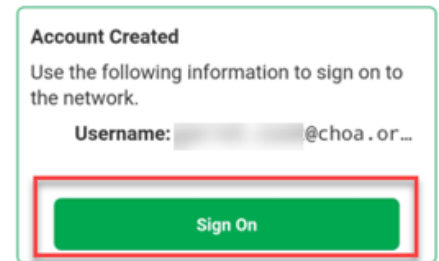 Account Created
Use the following information to sign on to
the network.
Username: @choa.or…
Sign On